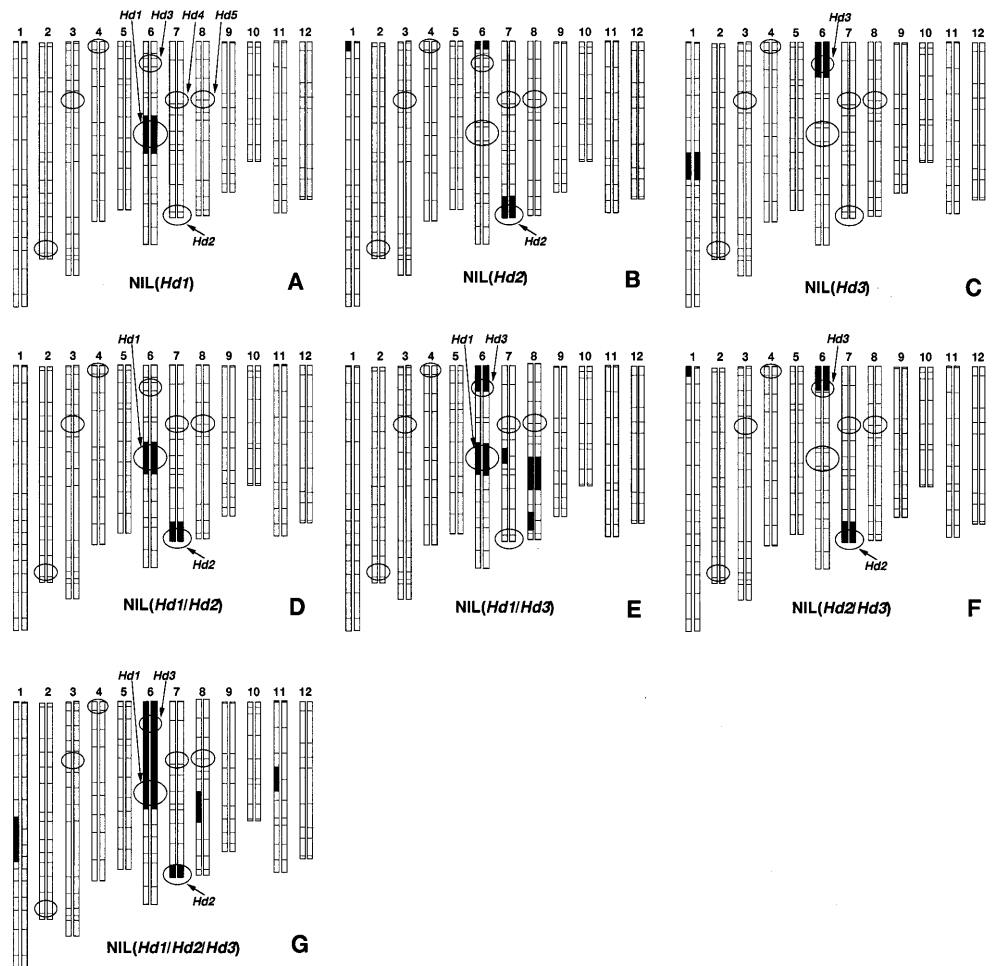 Hd1 Hd3 Hd4 Hd5
1 2 3 4 5 6 7 8 9 10 11 12
Hd2
NIL(Hd1) A
1 2 3 4 5 6 7 8 9 10 11 12
Hd2
NIL(Hd2) B
Hd3
1 2 3 4 5 6 7 8 9 10 11 12
NIL(Hd3) C
Hd1
1 2 3 4 5 6 7 8 9 10 11 12
Hd2
NIL(Hd1/Hd2) D
Hd1 Hd3
1 2 3 4 5 6 7 8 9 10 11 12
NIL(Hd1/Hd3) E
Hd3
1 2 3 4 5 6 7 8 9 10 11 12
Hd2
NIL(Hd2/Hd3) F
Hd1 Hd3
1 2 3 4 5 6 7 8 9 10 11 12
Hd2
NIL(Hd1/Hd2/Hd3) G